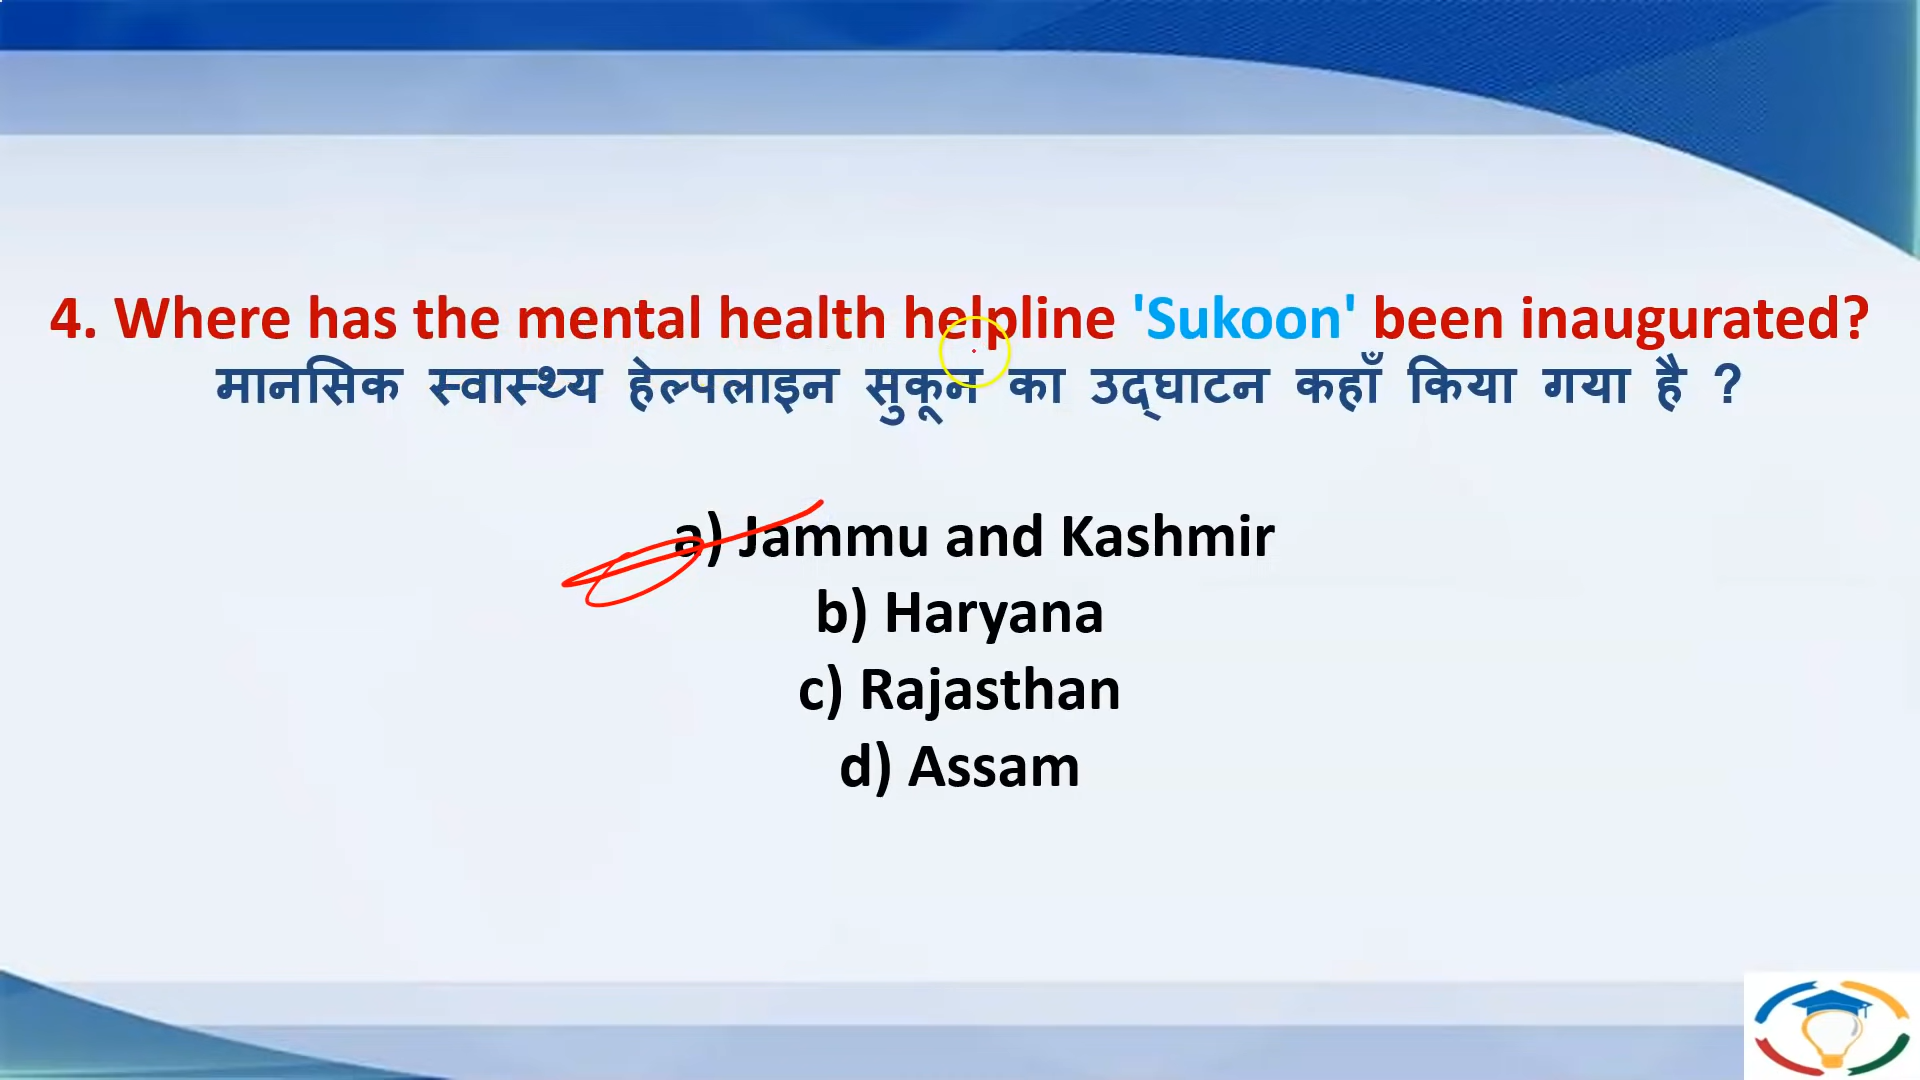 4. Where has the mental health helpline 'Sukoon' been inaugurated?
मानसिक स्वास्थ्य हेल्पलाइन सुकून का उद्घाटन कहाँ किया गया है ?
a) Jammu and Kashmir
b) Haryana
c) Rajasthan
d) Assam